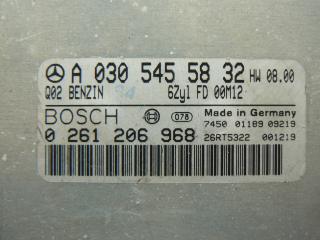 A 030 545 58 32 HW 08.00
Q02 BENZIN 6Zyl FD 00M12
BOSCH 078 Made in Germany
7450 01189 09219
0 261 206 968 26RT5322 001219